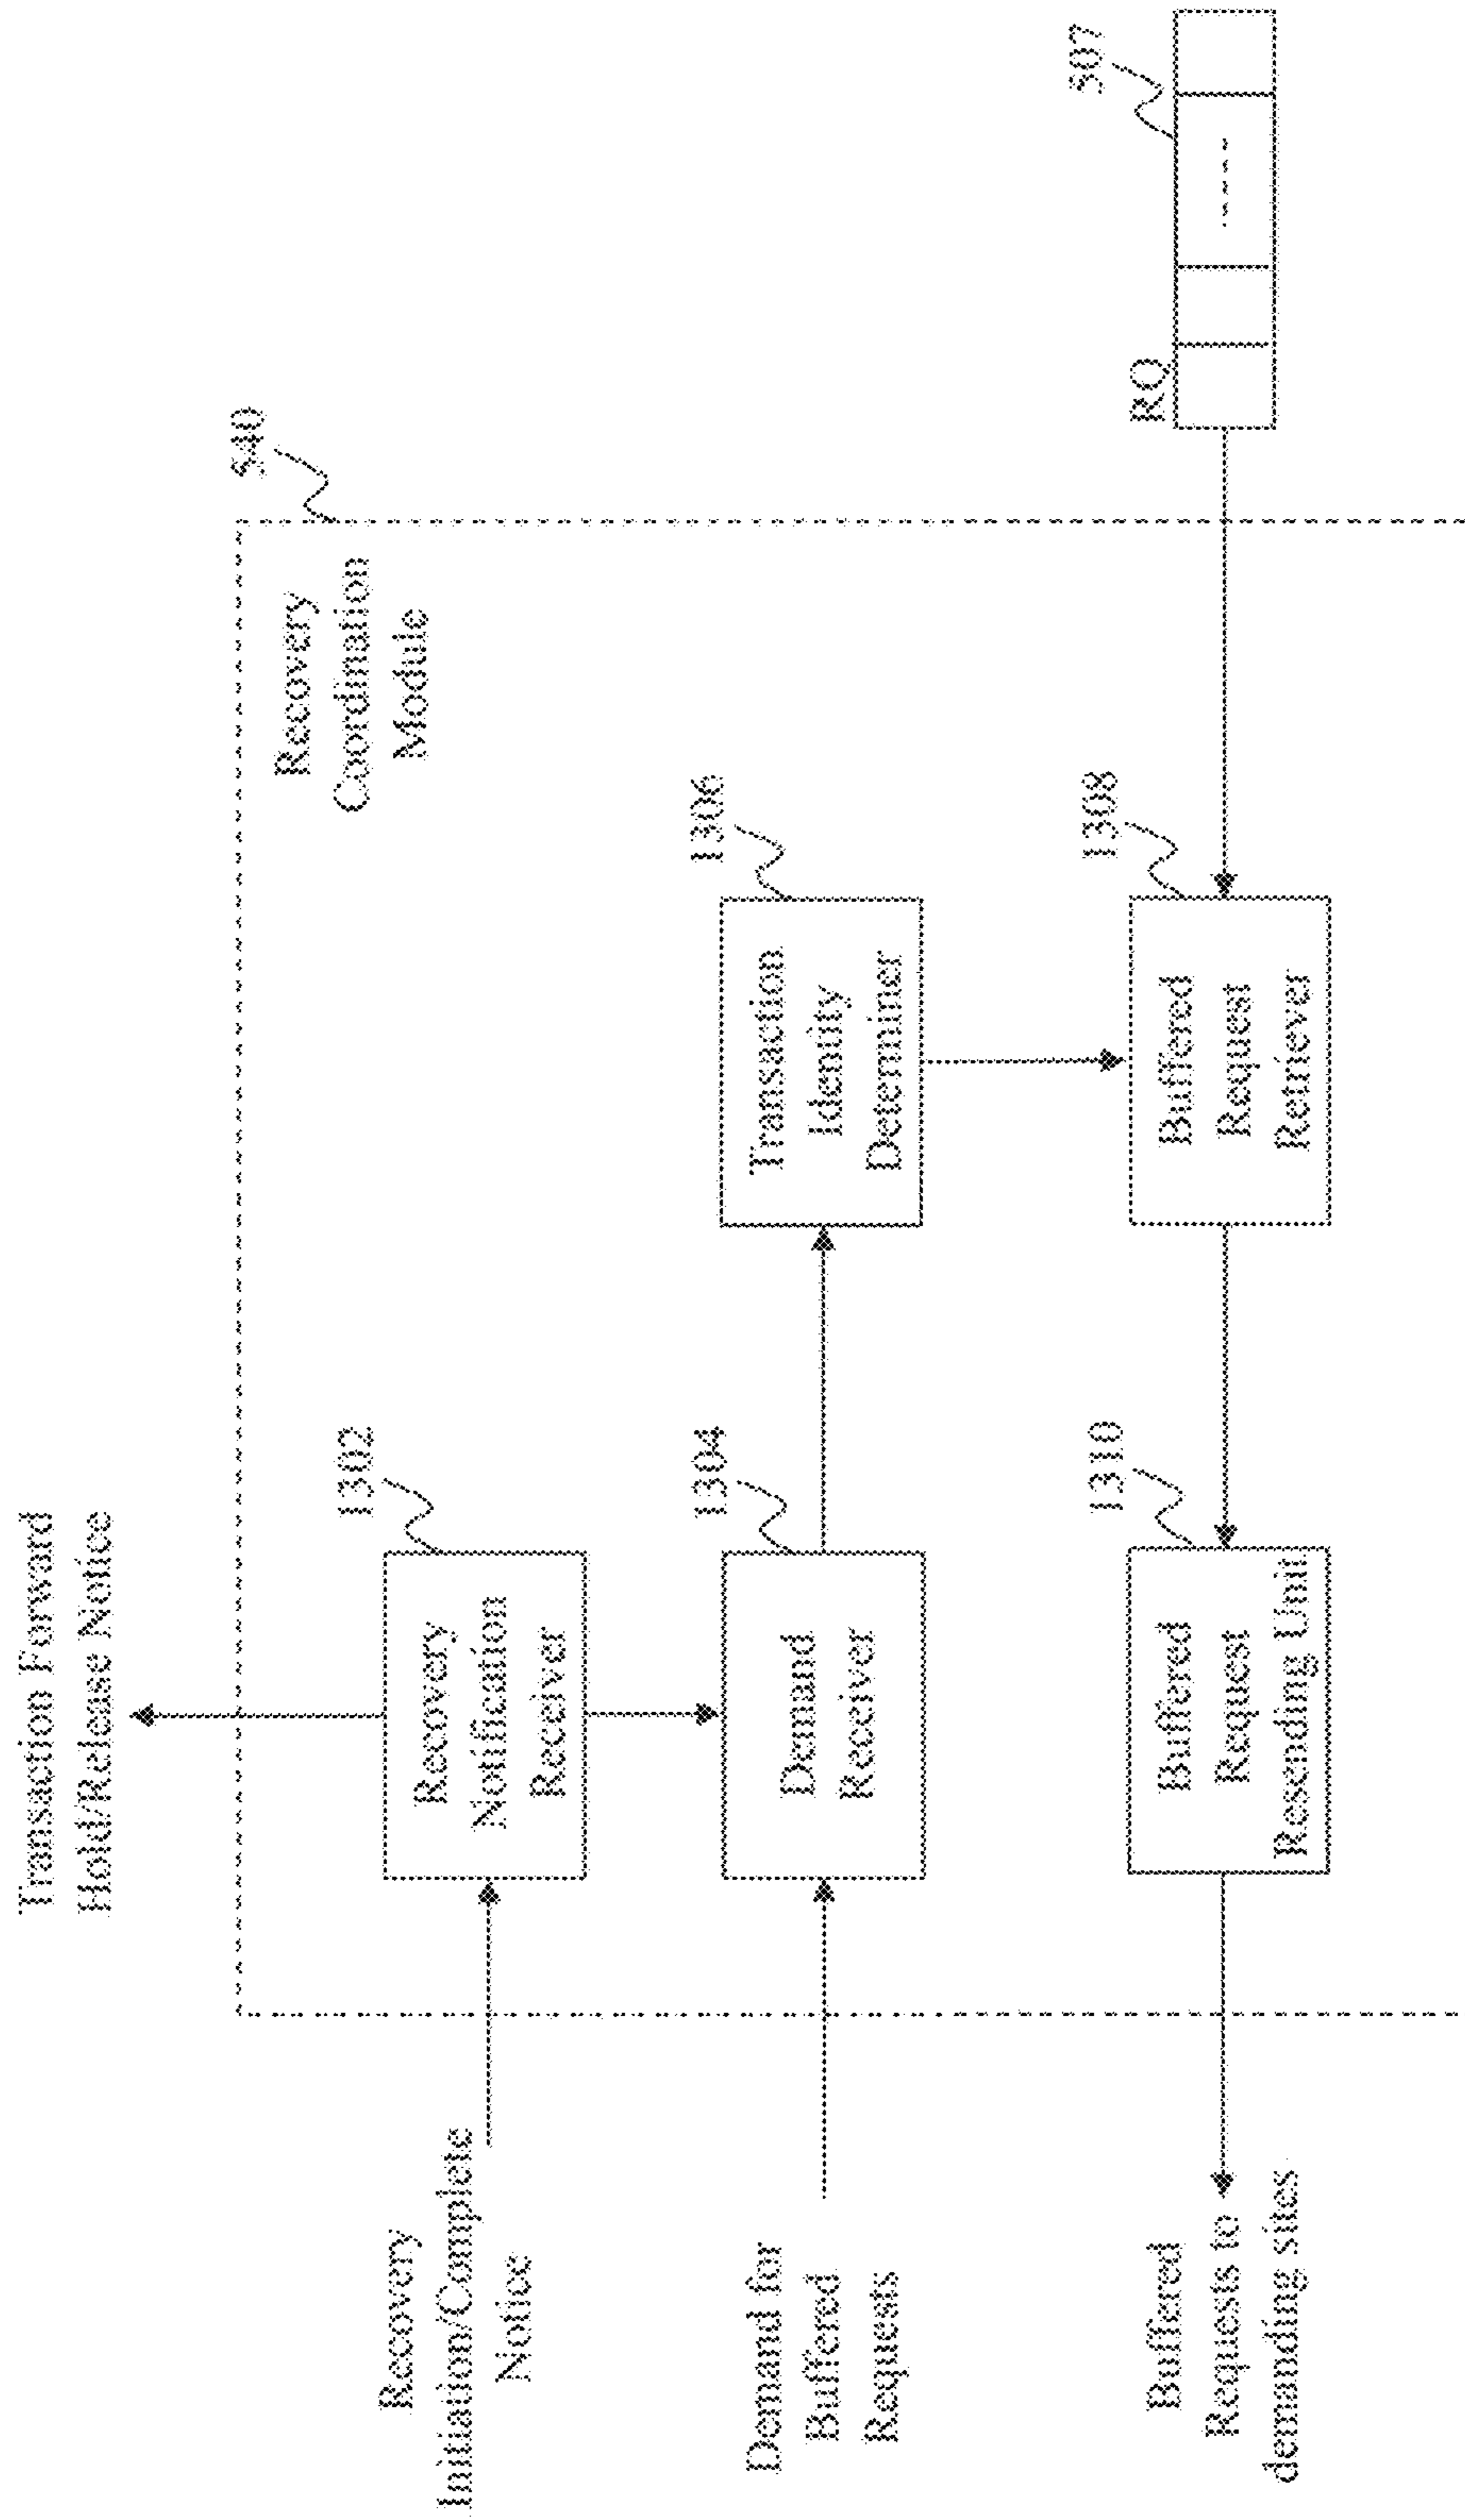 Transaction Forward
Hold/Release Notice
540
Recovery
Coordination
Module
Recovery
Initiation/Complete
Notice
1302
Recovery
Notification
Receiver
Demand for
Buffered
Requests
1304
Demand
Receiver
1306
Transaction
Identity
Determiner
Buffered
Requests to
demanding sites
1310
Buffered
Request
Resending Unit
1308
Buffered
Request
Retriever
RQ
307